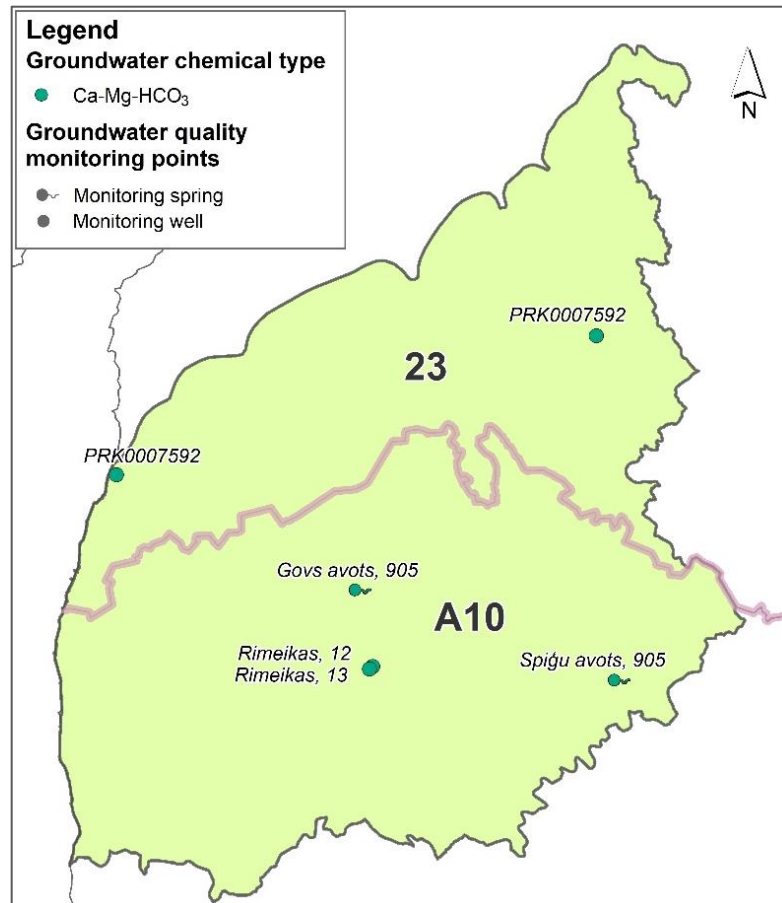 Legend
Groundwater chemical type
Ca-Mg-HCO₃
Groundwater quality
monitoring points
Monitoring spring
Monitoring well
N
PRK0007592
23
PRK0007592
Govs avots, 905
A10
Rimeikas, 12
Rimeikas, 13
Spiģu avots, 905